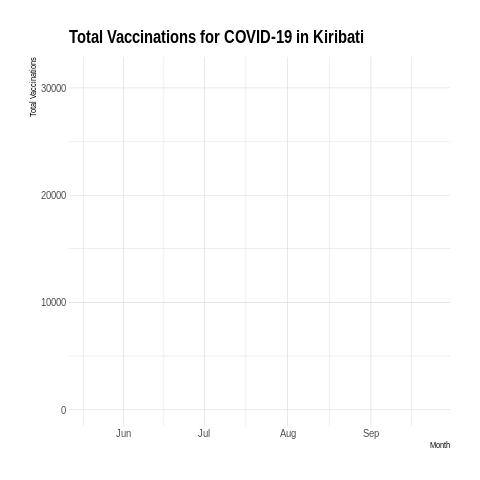 Total Vaccinations for COVID-19 in Kiribati
Total Vaccinations
30000
20000
10000
0
Jun Jul Aug Sep
Month